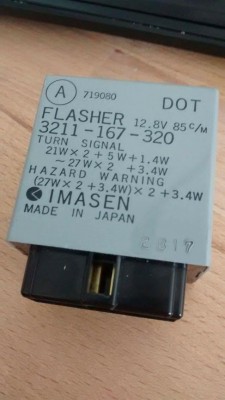 A 719080 DOT
FLASHER 12.8V 85C/M
3211-167-320
TURN SIGNAL
21W×2+5W+1.4W
~27W×2+3.4W
HAZARD WARNING
(27W×2+3.4W)×2+3.4W
IMASEN
MADE IN JAPAN